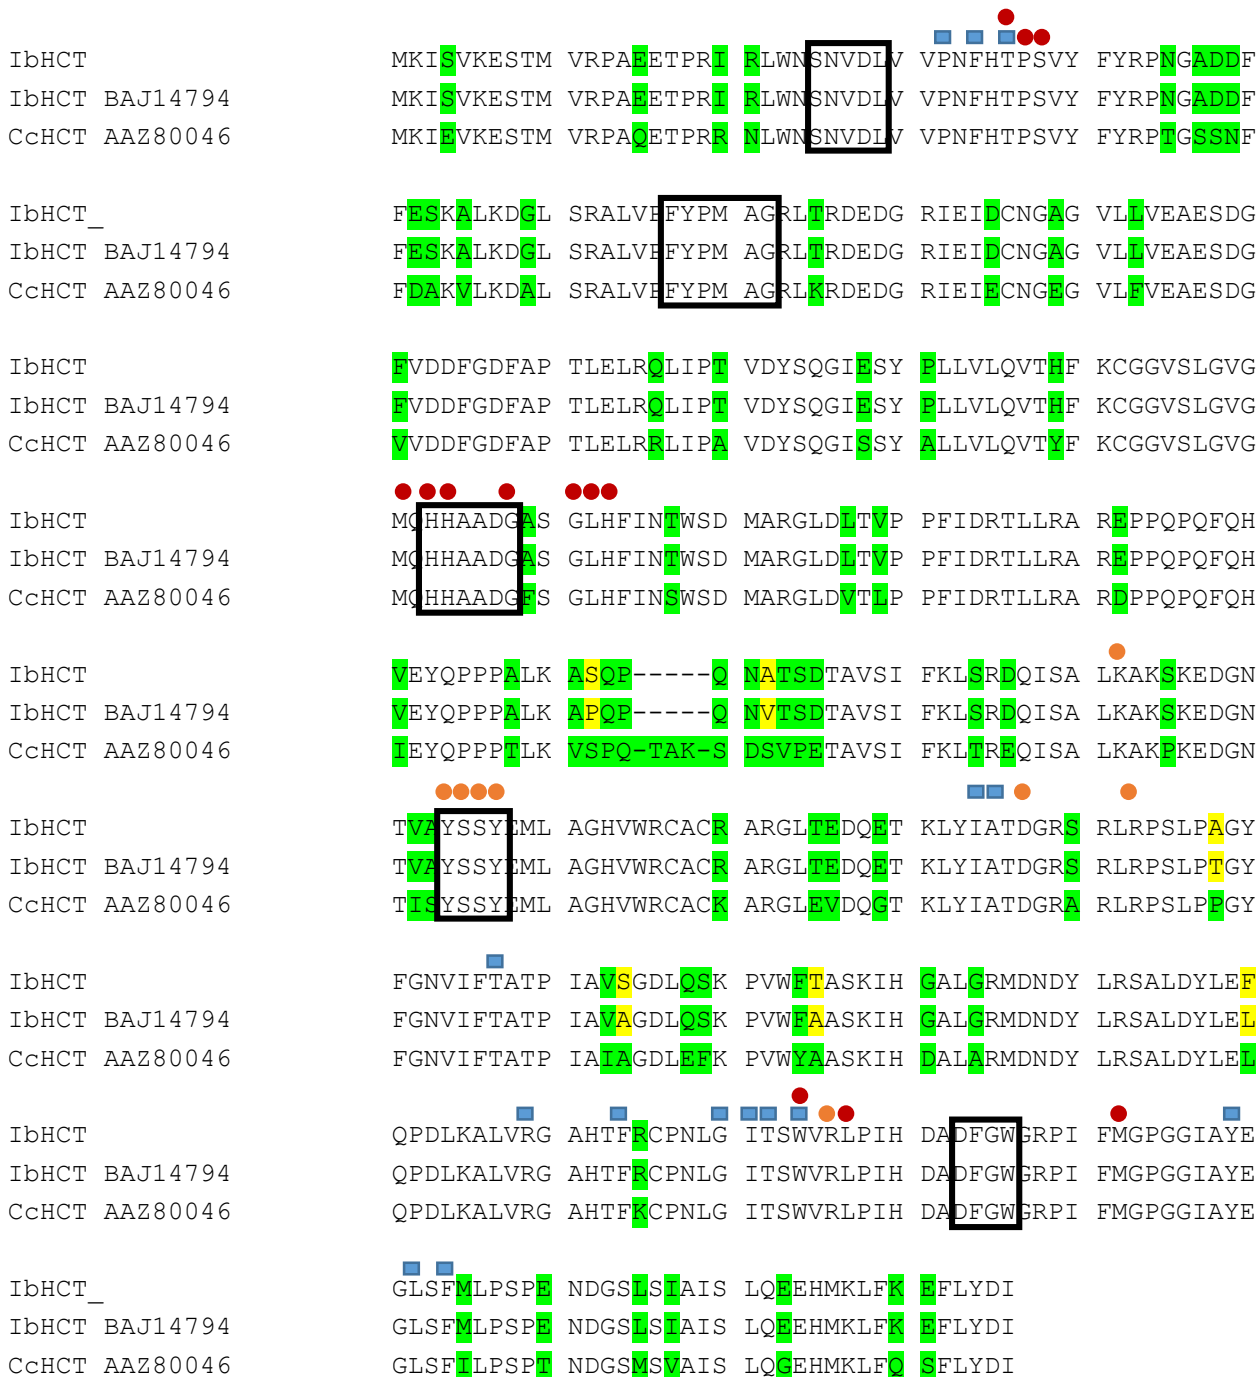 IbHCT MKISVKESTM VRPAEETPRI RLWNSNVDLV VPNFHTPSVY FYRPNGADDF
IbHCT BAJ14794 MKISVKESTM VRPAEETPRI RLWNSNVDLV VPNFHTPSVY FYRPNGADDF
CcHCT AAZ80046 MKIEVKESTM VRPAQETPRR NLWNSNVDLV VPNFHTPSVY FYRPTGSSNF
IbHCT_ FESKALKDGL SRALVPFYPM AGRLTRDEDG RIEIDCNGAG VLLVEAESDG
IbHCT BAJ14794 FESKALKDGL SRALVPFYPM AGRLTRDEDG RIEIDCNGAG VLLVEAESDG
CcHCT AAZ80046 FDAKVLKDAL SRALVPFYPM AGRLKRDEDG RIEIECNGEG VLFVEAESDG
IbHCT FVDDFGDFAP TLELRQLIPT VDYSQGIESY PLLVLQVTHF KCGGVSLGVG
IbHCT BAJ14794 FVDDFGDFAP TLELRQLIPT VDYSQGIESY PLLVLQVTHF KCGGVSLGVG
CcHCT AAZ80046 VVDDFGDFAP TLELRRLIPA VDYSQGISSY ALLVLQVTYF KCGGVSLGVG
IbHCT MQHHAADGAS GLHFINTWSD MARGLDLTVP PFIDRTLLRA REPPQPQFQH
IbHCT BAJ14794 MQHHAADGAS GLHFINTWSD MARGLDLTVP PFIDRTLLRA REPPQPQFQH
CcHCT AAZ80046 MQHHAADGFS GLHFINSWSD MARGLDVTLP PFIDRTLLRA RDPPQPQFQH
IbHCT VEYQPPPALK ASQP-----Q NATSDTAVSI FKLSRDQISA LKAKSKEDGN
IbHCT BAJ14794 VEYQPPPALK APQP-----Q NVTSDTAVSI FKLSRDQISA LKAKSKEDGN
CcHCT AAZ80046 IEYQPPPTLK VSPQ-TAK-S DSVPETAVSI FKLTREQISA LKAKPKEDGN
IbHCT TVAYSSYEML AGHVWRCACR ARGLTEDQET KLYIATDGRS RLRPSLPAGY
IbHCT BAJ14794 TVAYSSYEML AGHVWRCACR ARGLTEDQET KLYIATDGRS RLRPSLPTGY
CcHCT AAZ80046 TISYSSYEML AGHVWRCACK ARGLEVDQGT KLYIATDGRA RLRPSLPPGY
IbHCT FGNVIFTATP IAVSGDLQSK PVWFTASKIH GALGRMDNDY LRSALDYLEF
IbHCT BAJ14794 FGNVIFTATP IAVAGDLQSK PVWFAASKIH GALGRMDNDY LRSALDYLEL
CcHCT AAZ80046 FGNVIFTATP IAIAGDLEFK PVWYAASKIH DALARMDNDY LRSALDYLEL
IbHCT QPDLKALVRG AHTFRCPNLG ITSWVRLPIH DADFGWGRPI FMGPGGIAYE
IbHCT BAJ14794 QPDLKALVRG AHTFRCPNLG ITSWVRLPIH DADFGWGRPI FMGPGGIAYE
CcHCT AAZ80046 QPDLKALVRG AHTFKCPNLG ITSWVRLPIH DADFGWGRPI FMGPGGIAYE
IbHCT_ GLSFMLPSPE NDGSLSIAIS LQEEHMKLFK EFLYDI
IbHCT BAJ14794 GLSFMLPSPE NDGSLSIAIS LQEEHMKLFK EFLYDI
CcHCT AAZ80046 GLSFILPSPT NDGSMSVAIS LQGEHMKLFQ SFLYDI